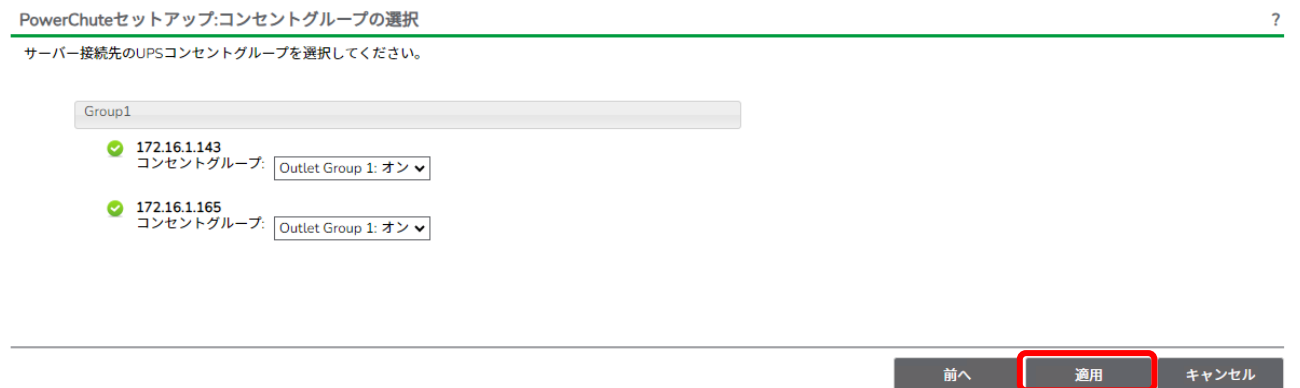 PowerChuteセットアップ:コンセントグループの選択
?
サーバー接続先のUPSコンセントグループを選択してください。
Group1
172.16.1.143
コンセントグループ: Outlet Group 1: オン
172.16.1.165
コンセントグループ: Outlet Group 1: オン
前へ 適用 キャンセル